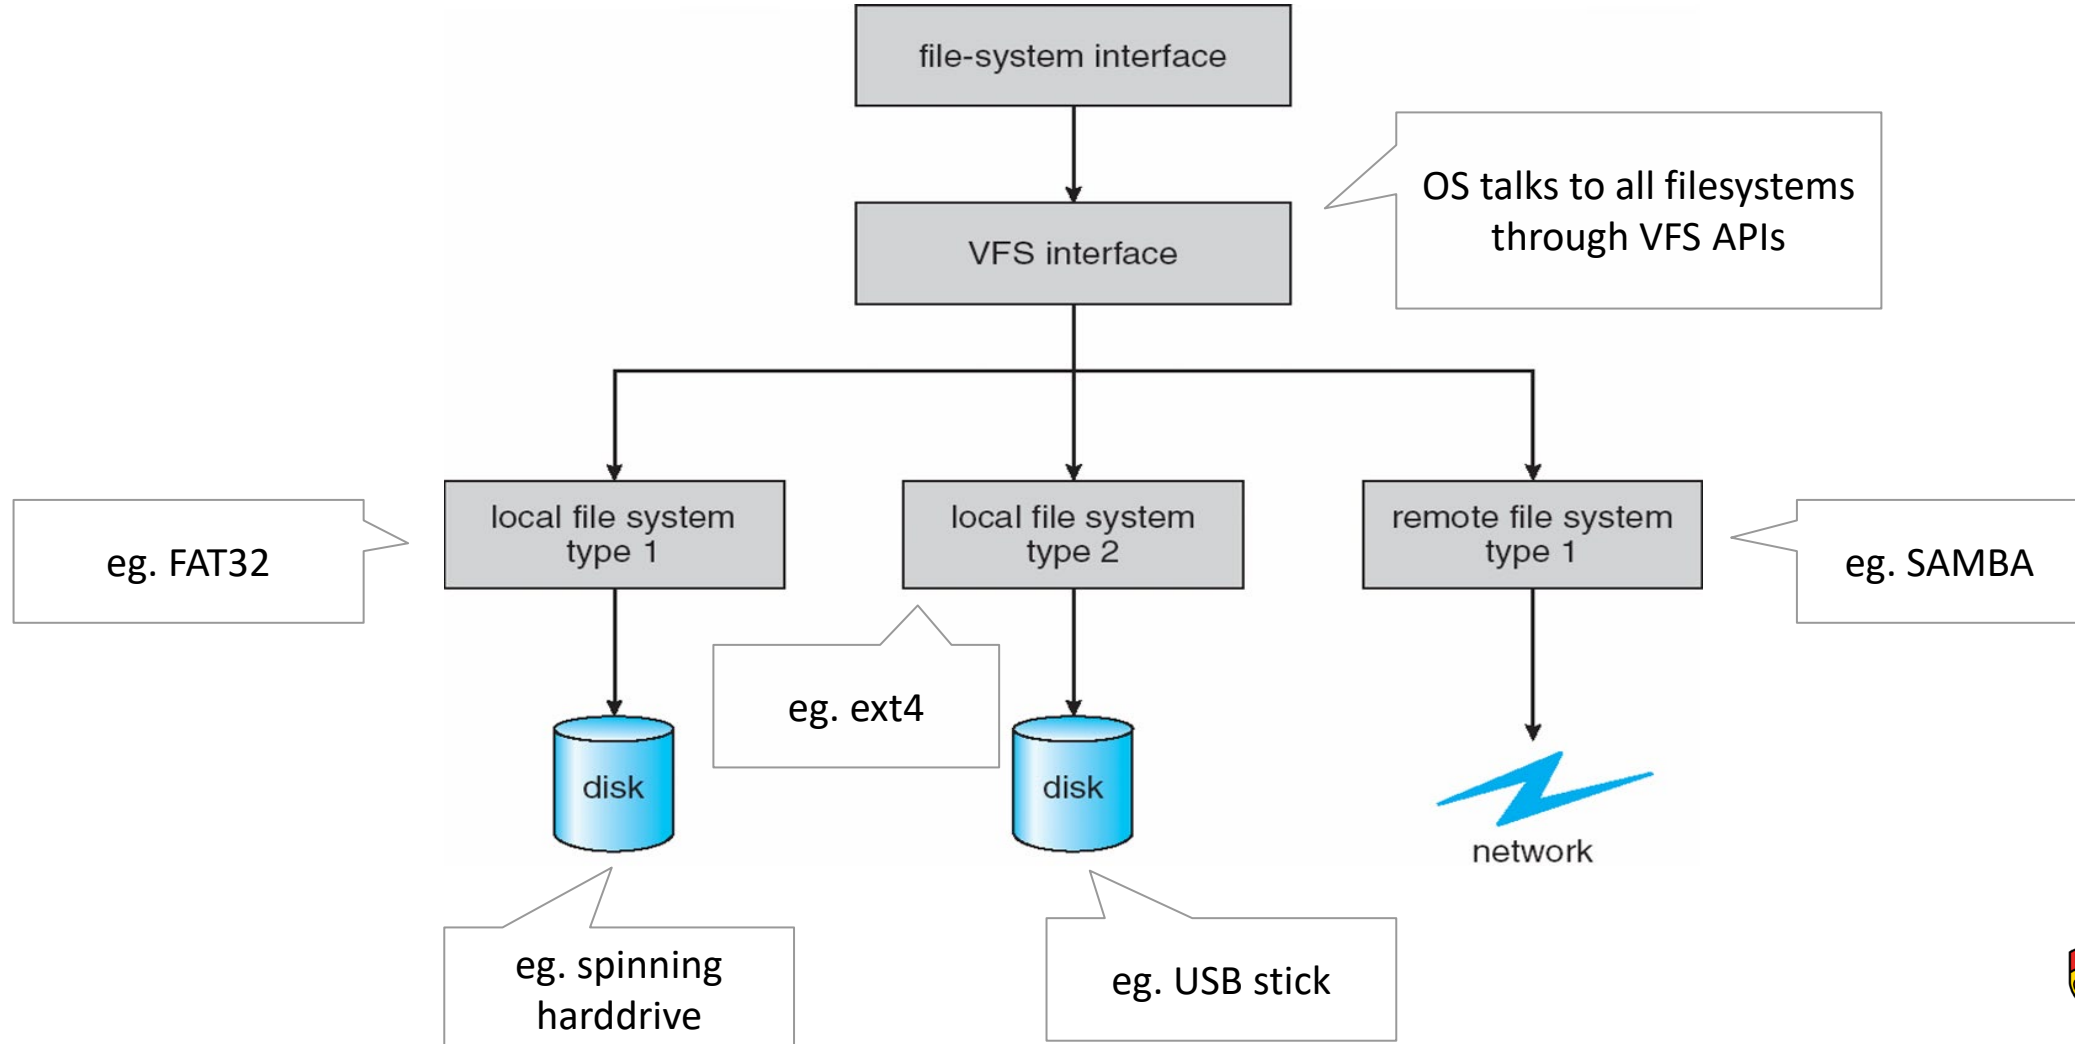 file-system interface
OS talks to all filesystems
through VFS APIs
VFS interface
local file system
type 1
local file system
type 2
remote file system
type 1
eg. FAT32
eg. SAMBA
eg. ext4
disk
disk
network
eg. spinning
harddrive
eg. USB stick